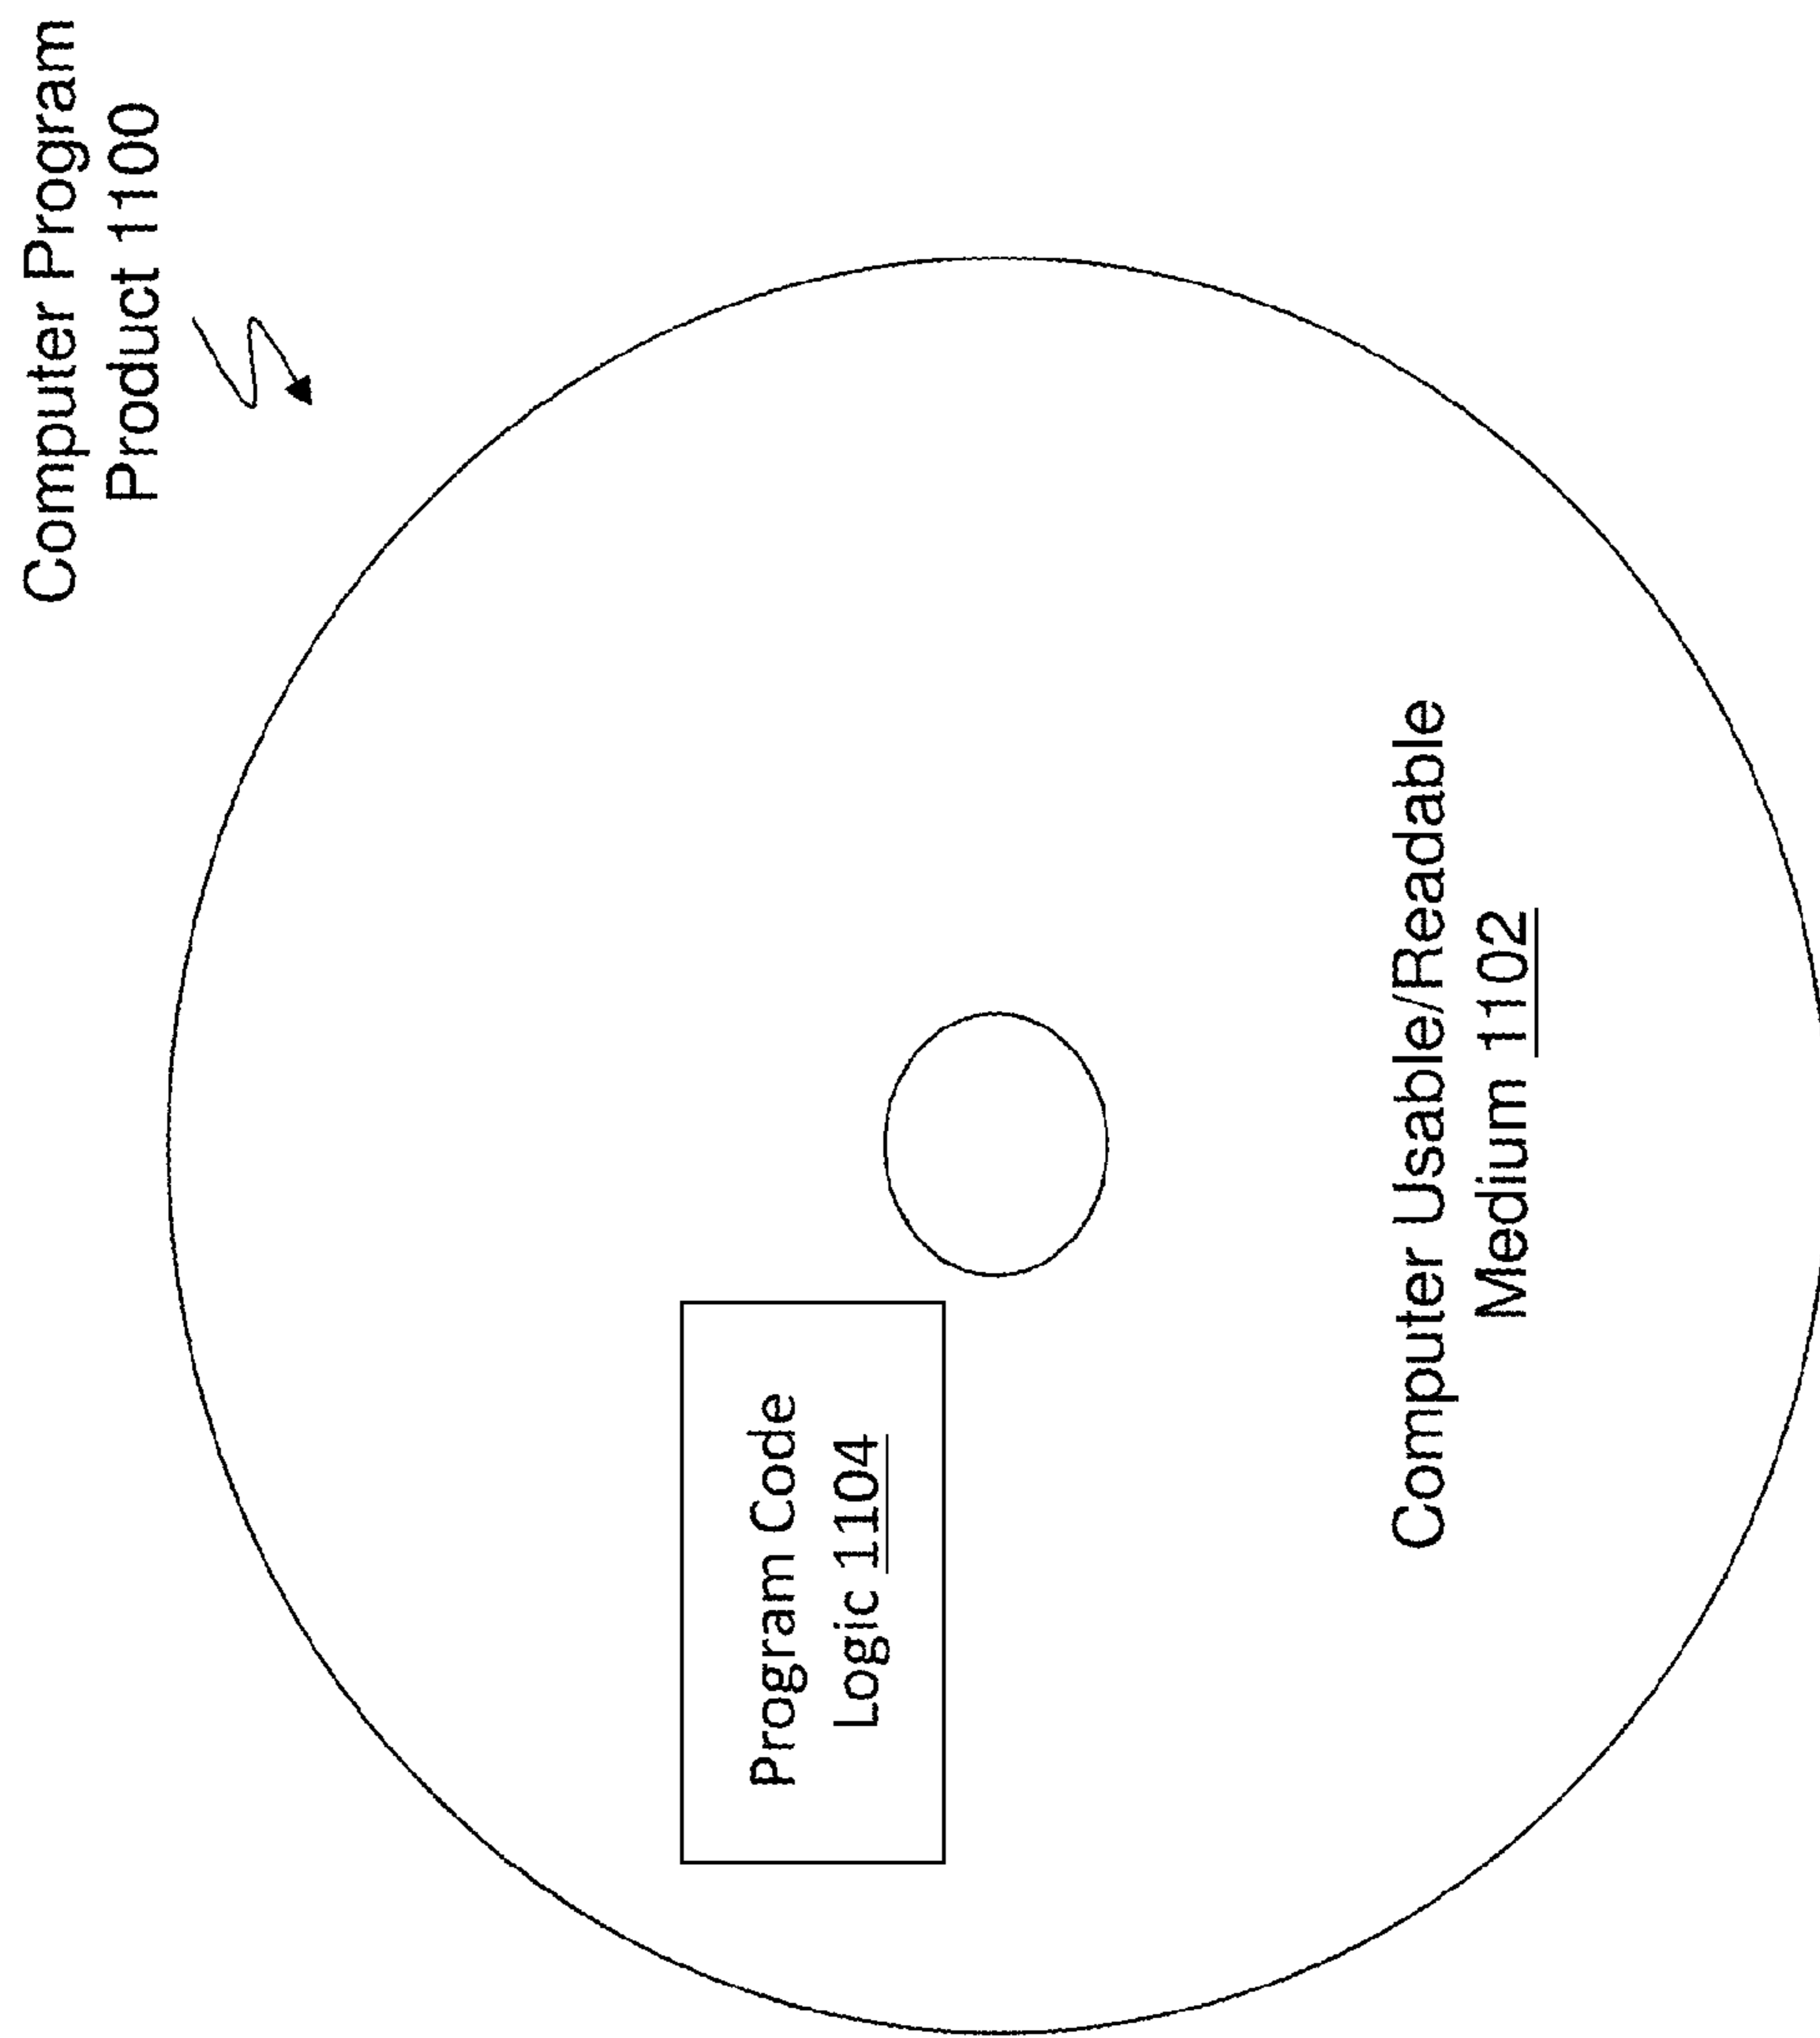 Computer Program
Product 1100
Program Code
Logic 1104
Computer Usable/Readable
Medium 1102